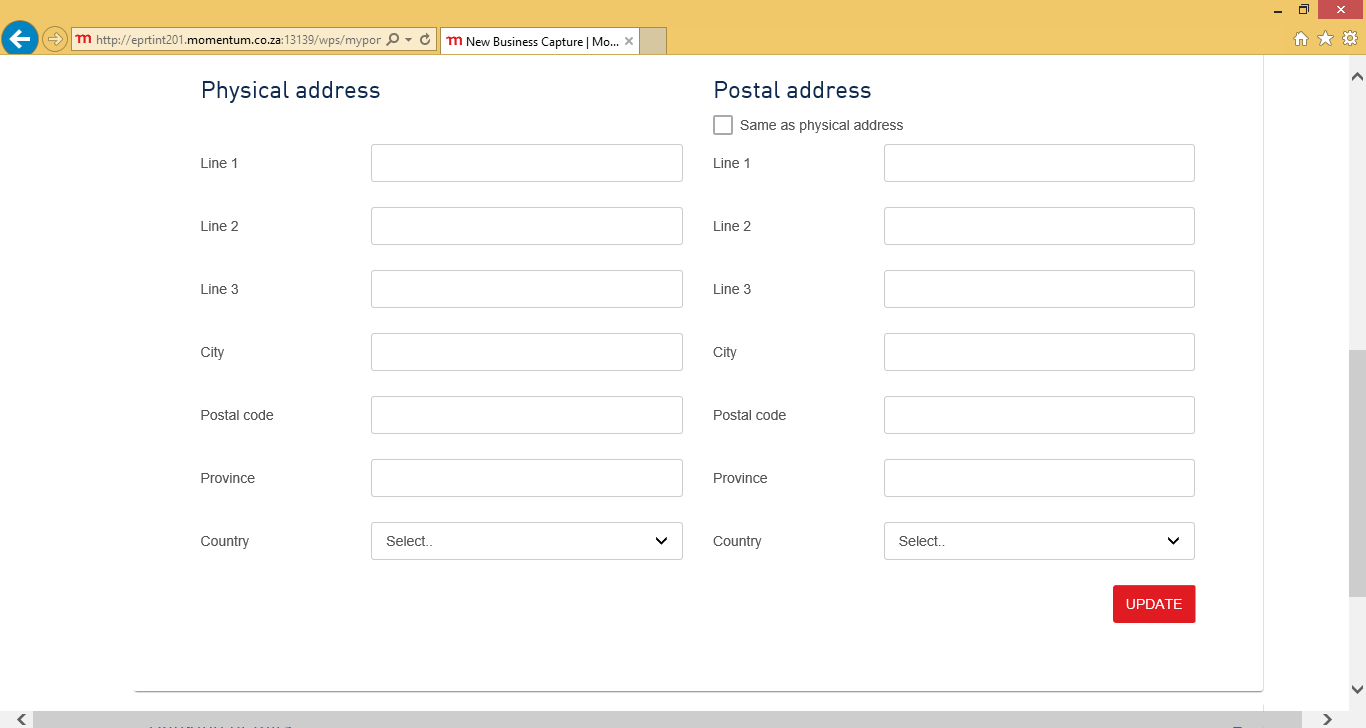 m http://eprtint201.momentum.co.za:13139/wps/mypor
m New Business Capture | Mo...
Physical address
Postal address
Same as physical address
Line 1
Line 1
Line 2
Line 2
Line 3
Line 3
City
City
Postal code
Postal code
Province
Province
Country Select..
Country Select..
UPDATE